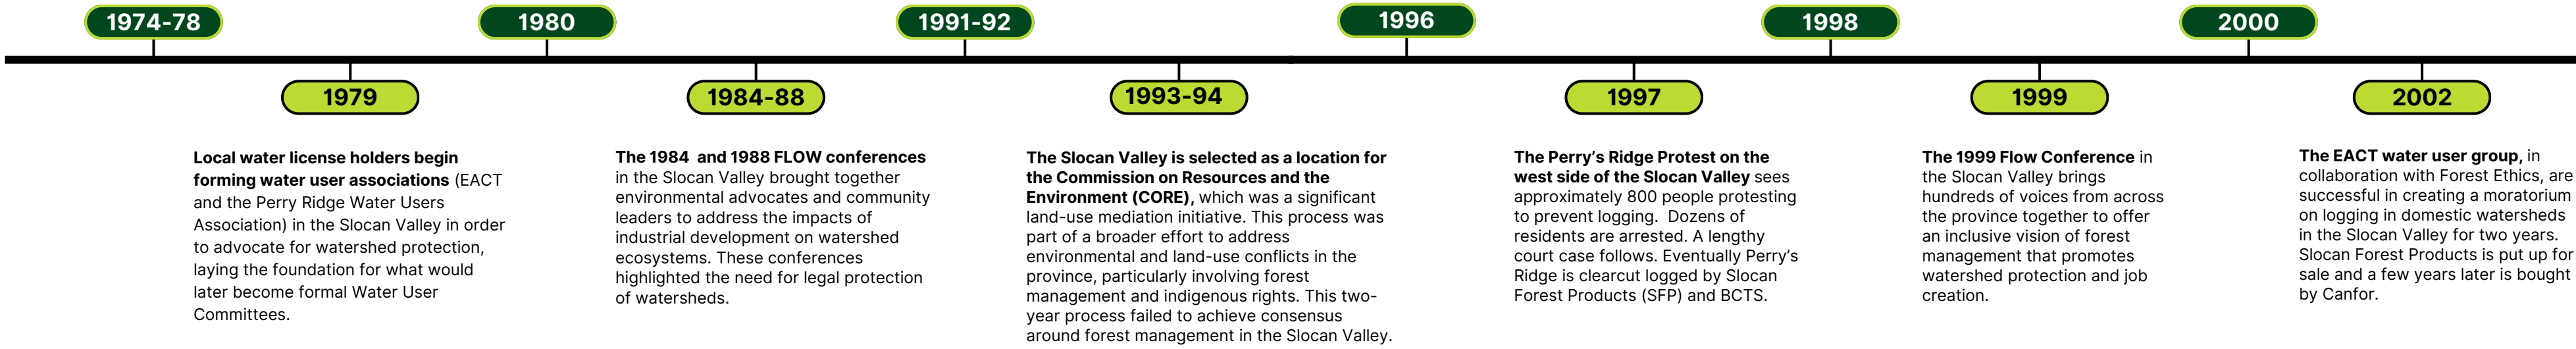 1974-78
1980
1991-92
1996
1998
2000
1979
1984-88
1993-94
1997
1999
2002
Local water license holders begin
forming water user associations (EACT
and the Perry Ridge Water Users
Association) in the Slocan Valley in order
to advocate for watershed protection,
laying the foundation for what would
later become formal Water User
Committees.
The 1984 and 1988 FLOW conferences
in the Slocan Valley brought together
environmental advocates and community
leaders to address the impacts of
industrial development on watershed
ecosystems. These conferences
highlighted the need for legal protection
of watersheds.
The Slocan Valley is selected as a location for
the Commission on Resources and the
Environment (CORE), which was a significant
land-use mediation initiative. This process was
part of a broader effort to address
environmental and land-use conflicts in the
province, particularly involving forest
management and indigenous rights. This two-
year process failed to achieve consensus
around forest management in the Slocan Valley.
The Perry’s Ridge Protest on the
west side of the Slocan Valley sees
approximately 800 people protesting
to prevent logging. Dozens of
residents are arrested. A lengthy
court case follows. Eventually Perry’s
Ridge is clearcut logged by Slocan
Forest Products (SFP) and BCTS.
The 1999 Flow Conference in
the Slocan Valley brings
hundreds of voices from across
the province together to offer
an inclusive vision of forest
management that promotes
watershed protection and job
creation.
The EACT water user group, in
collaboration with Forest Ethics, are
successful in creating a moratorium
on logging in domestic watersheds
in the Slocan Valley for two years.
Slocan Forest Products is put up for
sale and a few years later is bought
by Canfor.